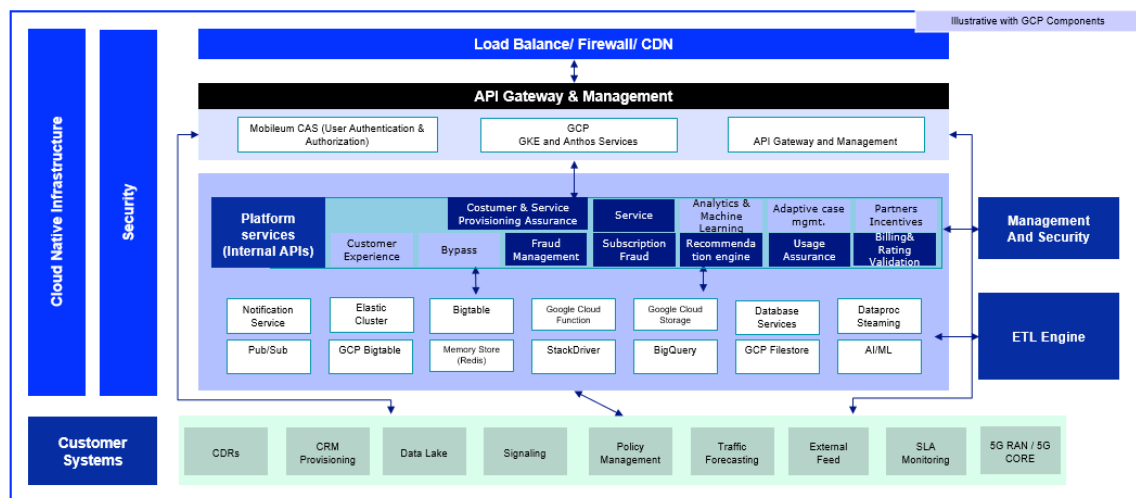 Illustrative with GCP Components
Load Balance/ Firewall/ CDN
API Gateway & Management
Mobileum CAS (User Authentication &
Authorization)
GCP
GKE and Anthos Services
API Gateway and Management
Cloud Native Infrastructure
Security
Platform
services
(Internal APIs)
Costumer & Service
Provisioning Assurance
Service
Analytics &
Machine
Learning
Adaptive case
mgmt.
Partners
Incentives
Customer
Experience
Bypass
Fraud
Management
Subscription
Fraud
Recommenda
tion engine
Usage
Assurance
Billing&
Rating
Validation
Management
And Security
Notification
Service
Elastic
Cluster
Bigtable
Google Cloud
Function
Google Cloud
Storage
Database
Services
Dataproc
Steaming
Pub/Sub
GCP Bigtable
Memory Store
(Redis)
StackDriver
BigQuery
GCP Filestore
AI/ML
ETL Engine
Customer
Systems
CDRs
CRM
Provisioning
Data Lake
Signaling
Policy
Management
Traffic
Forecasting
External
Feed
SLA
Monitoring
5G RAN / 5G
CORE